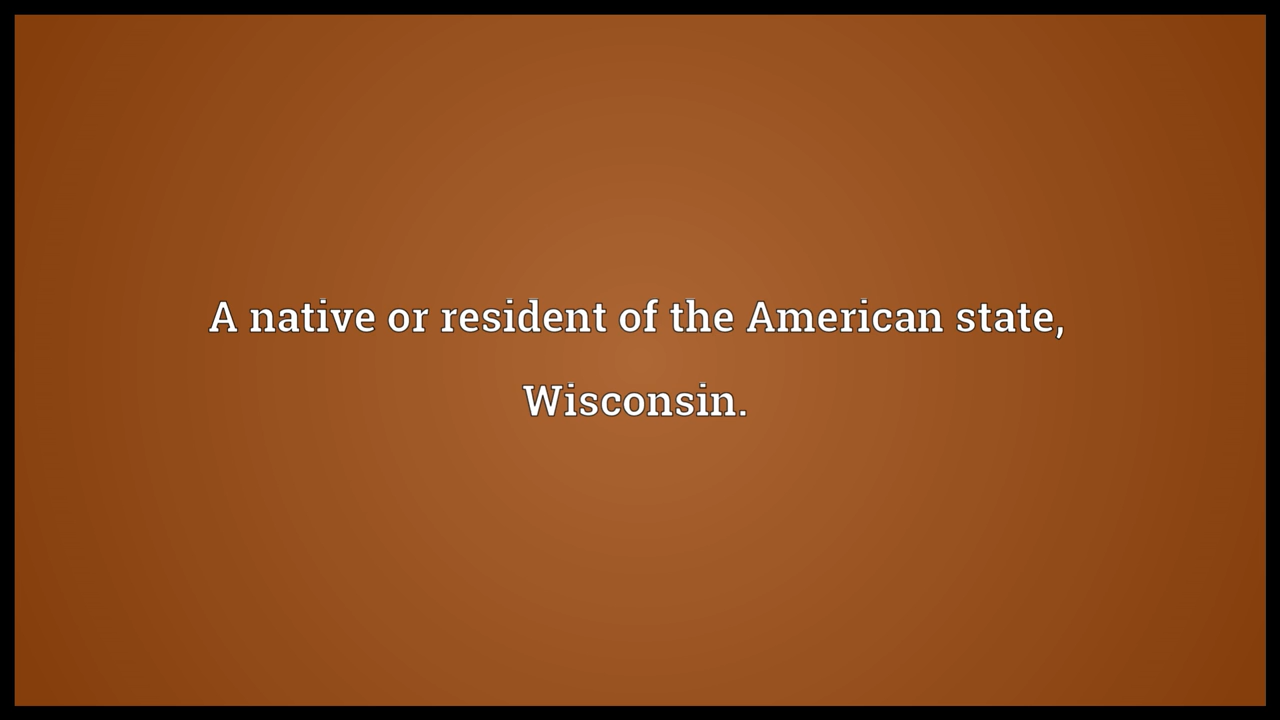 A native or resident of the American state,
Wisconsin.